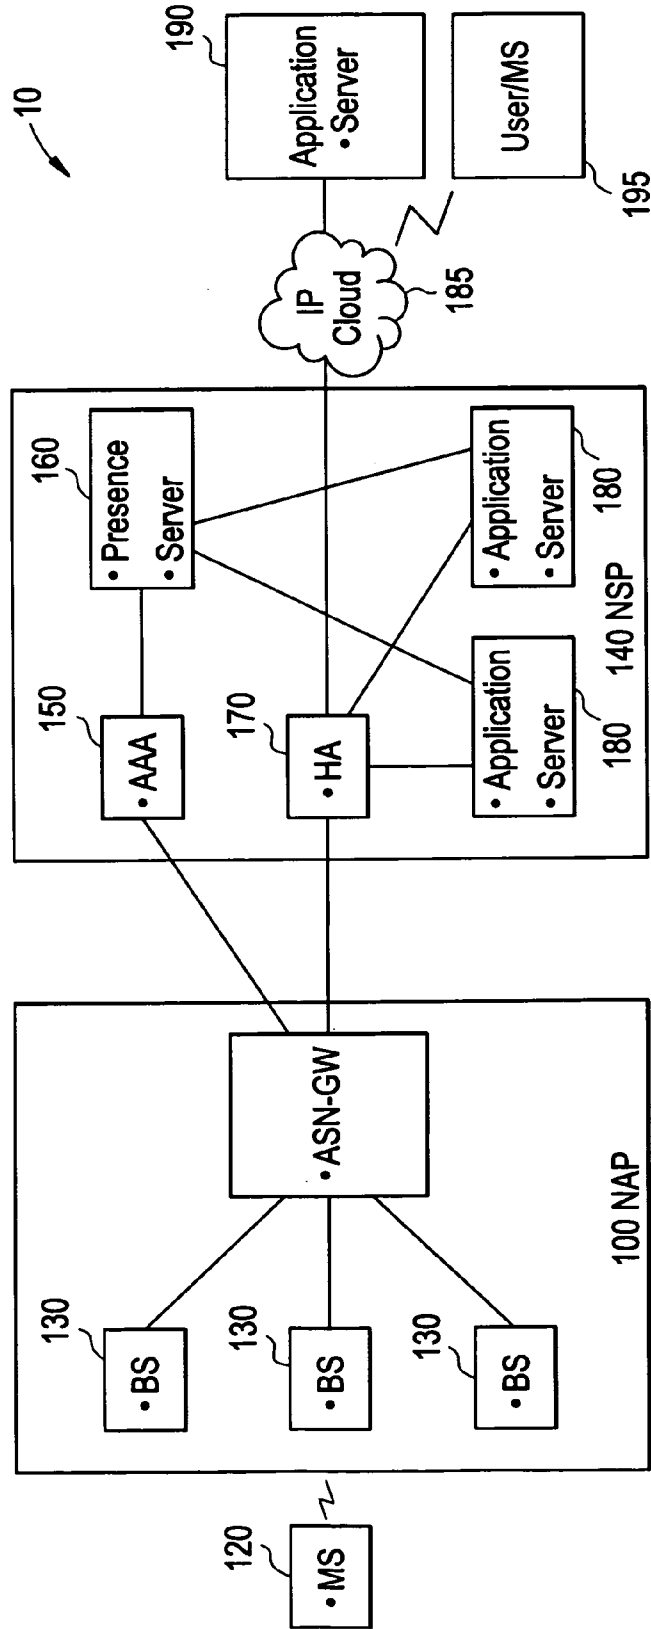 10
120
• MS
130
• BS
130
• BS
130
• BS
• ASN-GW
100 NAP
150
• AAA
160
• Presence
• Server
170
• HA
• Application
• Server
180
• Application
• Server
180
140 NSP
IP
Cloud
185
190
Application
• Server
User/MS
195